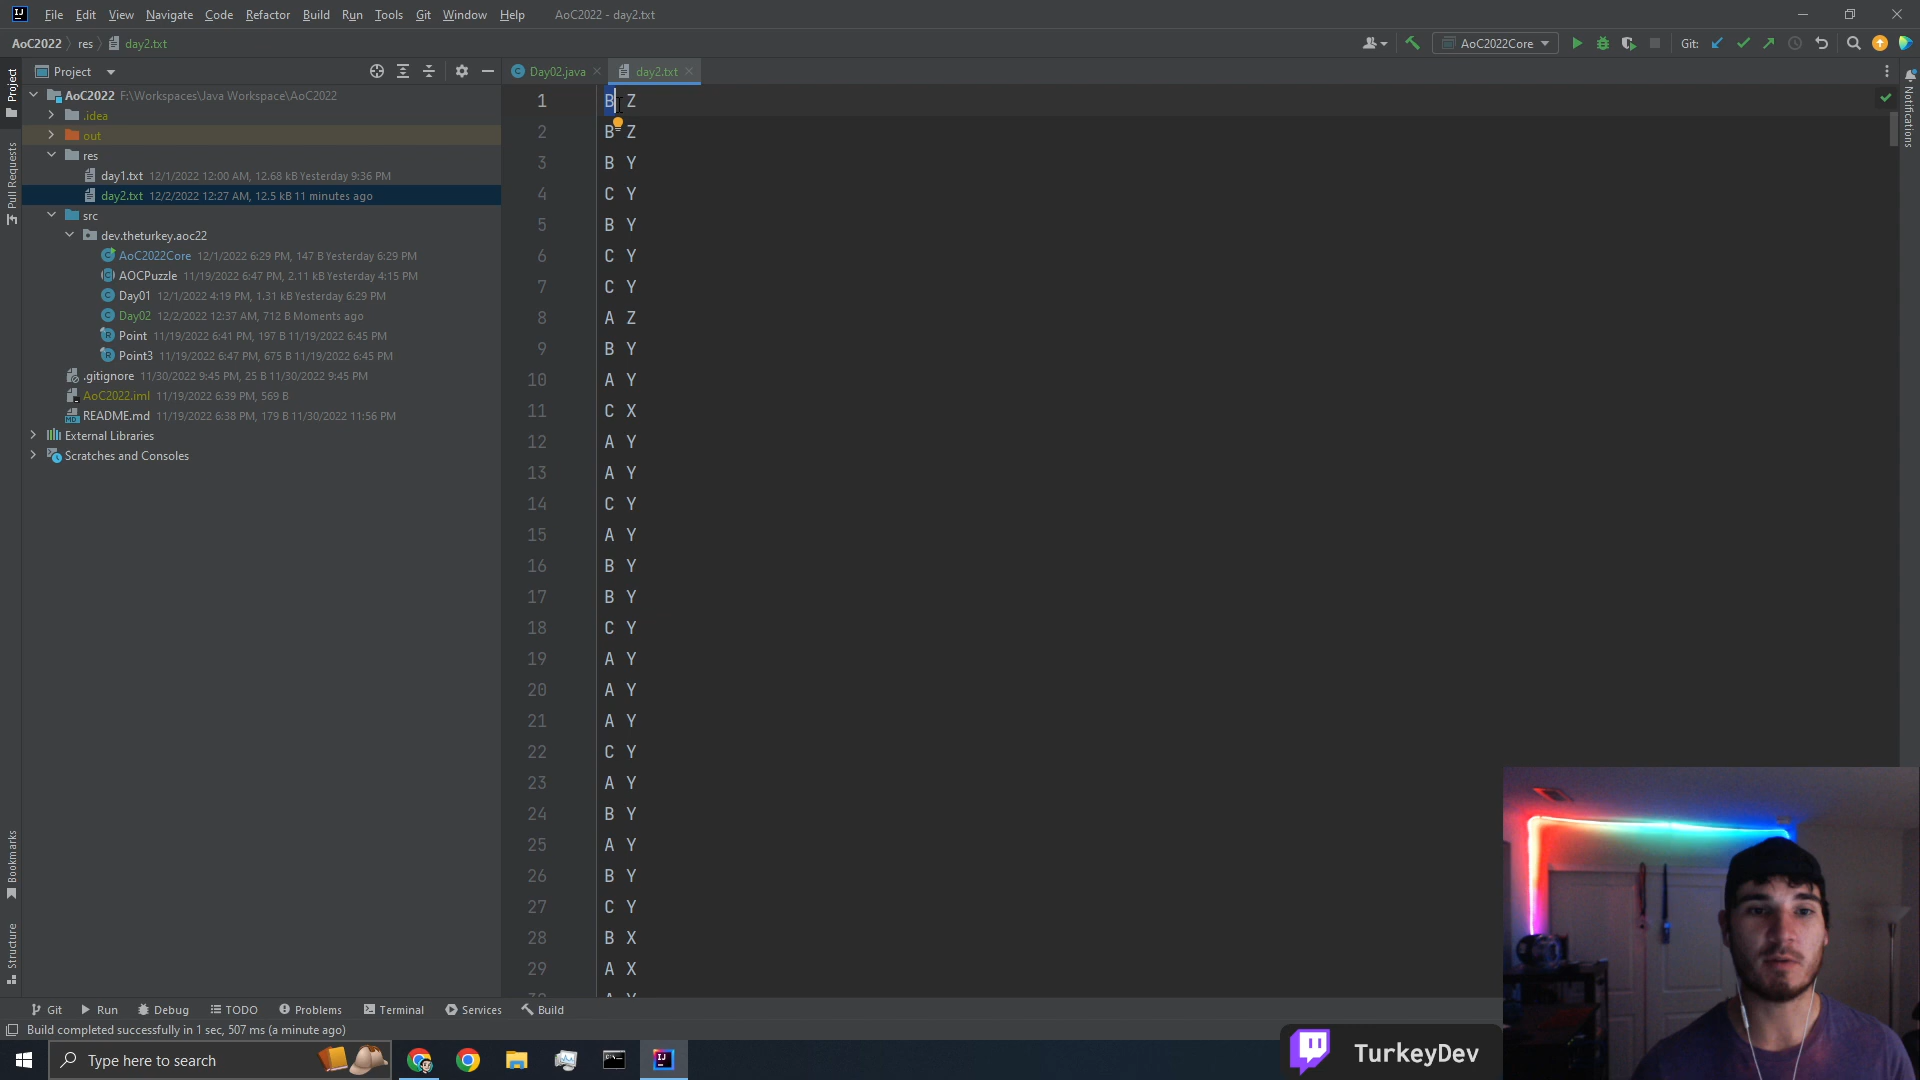 File Edit View Navigate Code Refactor Build Run Tools Git Window Help AoC2022 - day2.txt
AoC2022 res day2.txt AoC2022Core Git:
Project Day02.java day2.txt
AoC2022 F:\Workspaces\Java Workspace\AoC2022
.idea
out
res
day1.txt 12/1/2022 12:00 AM, 12.68 kB Yesterday 9:36 PM
day2.txt 12/2/2022 12:27 AM, 12.5 kB 11 minutes ago
src
dev.theturkey.aoc22
AoC2022Core 12/1/2022 6:29 PM, 147 B Yesterday 6:29 PM
AOCPuzzle 11/19/2022 6:47 PM, 2.11 kB Yesterday 4:15 PM
Day01 12/1/2022 4:19 PM, 1.31 kB Yesterday 6:29 PM
Day02 12/2/2022 12:37 AM, 712 B Moments ago
Point 11/19/2022 6:41 PM, 197 B 11/19/2022 6:45 PM
Point3 11/19/2022 6:47 PM, 675 B 11/19/2022 6:45 PM
.gitignore 11/30/2022 9:45 PM, 25 B 11/30/2022 9:45 PM
AoC2022.iml 11/19/2022 6:39 PM, 569 B
README.md 11/19/2022 6:38 PM, 179 B 11/30/2022 11:56 PM
External Libraries
Scratches and Consoles
Project
Pull Requests
Bookmarks
Structure
Notifications
1 B Z
2 B Z
3 B Y
4 C Y
5 B Y
6 C Y
7 C Y
8 A Z
9 B Y
10 A Y
11 C X
12 A Y
13 A Y
14 C Y
15 A Y
16 B Y
17 B Y
18 C Y
19 A Y
20 A Y
21 A Y
22 C Y
23 A Y
24 B Y
25 A Y
26 B Y
27 C Y
28 B X
29 A X
30 A Y
Git Run Debug TODO Problems Terminal Services Build
Build completed successfully in 1 sec, 507 ms (a minute ago)
Type here to search
TurkeyDev